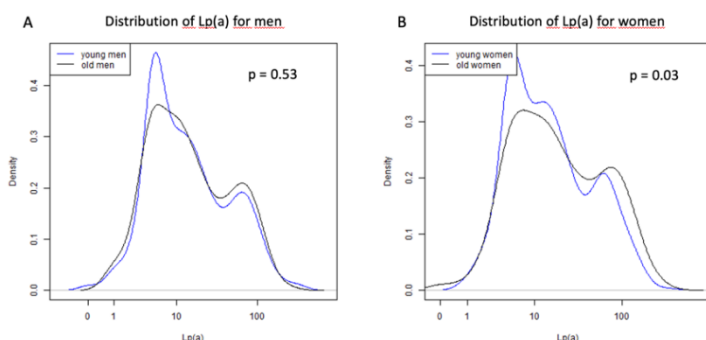 A
Distribution of Lp(a) for men
young men
old men
p = 0.53
Density
0.4
0.3
0.2
0.1
0.0
0 1 10 100
Lp(a)
B
Distribution of Lp(a) for women
young women
old women
p = 0.03
Density
0.4
0.3
0.2
0.1
0.0
0 1 10 100
Lp(a)